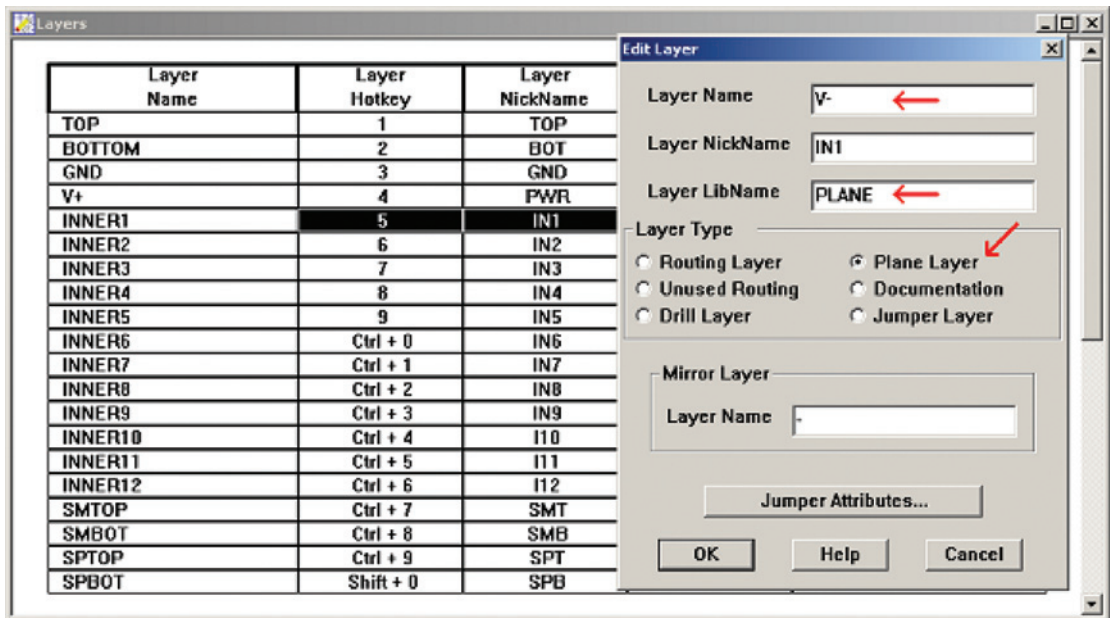 Layers
Layer Name Layer Hotkey Layer NickName
TOP 1 TOP
BOTTOM 2 BOT
GND 3 GND
V+ 4 PWR
INNER1 5 IN1
INNER2 6 IN2
INNER3 7 IN3
INNER4 8 IN4
INNER5 9 IN5
INNER6 Ctrl + 0 IN6
INNER7 Ctrl + 1 IN7
INNER8 Ctrl + 2 IN8
INNER9 Ctrl + 3 IN9
INNER10 Ctrl + 4 I10
INNER11 Ctrl + 5 I11
INNER12 Ctrl + 6 I12
SMTOP Ctrl + 7 SMT
SMBOT Ctrl + 8 SMB
SPTOP Ctrl + 9 SPT
SPBOT Shift + 0 SPB
Edit Layer
Layer Name V-
Layer NickName IN1
Layer LibName PLANE
Layer Type
Routing Layer Plane Layer
Unused Routing Documentation
Drill Layer Jumper Layer
Mirror Layer
Layer Name -
Jumper Attributes...
OK Help Cancel